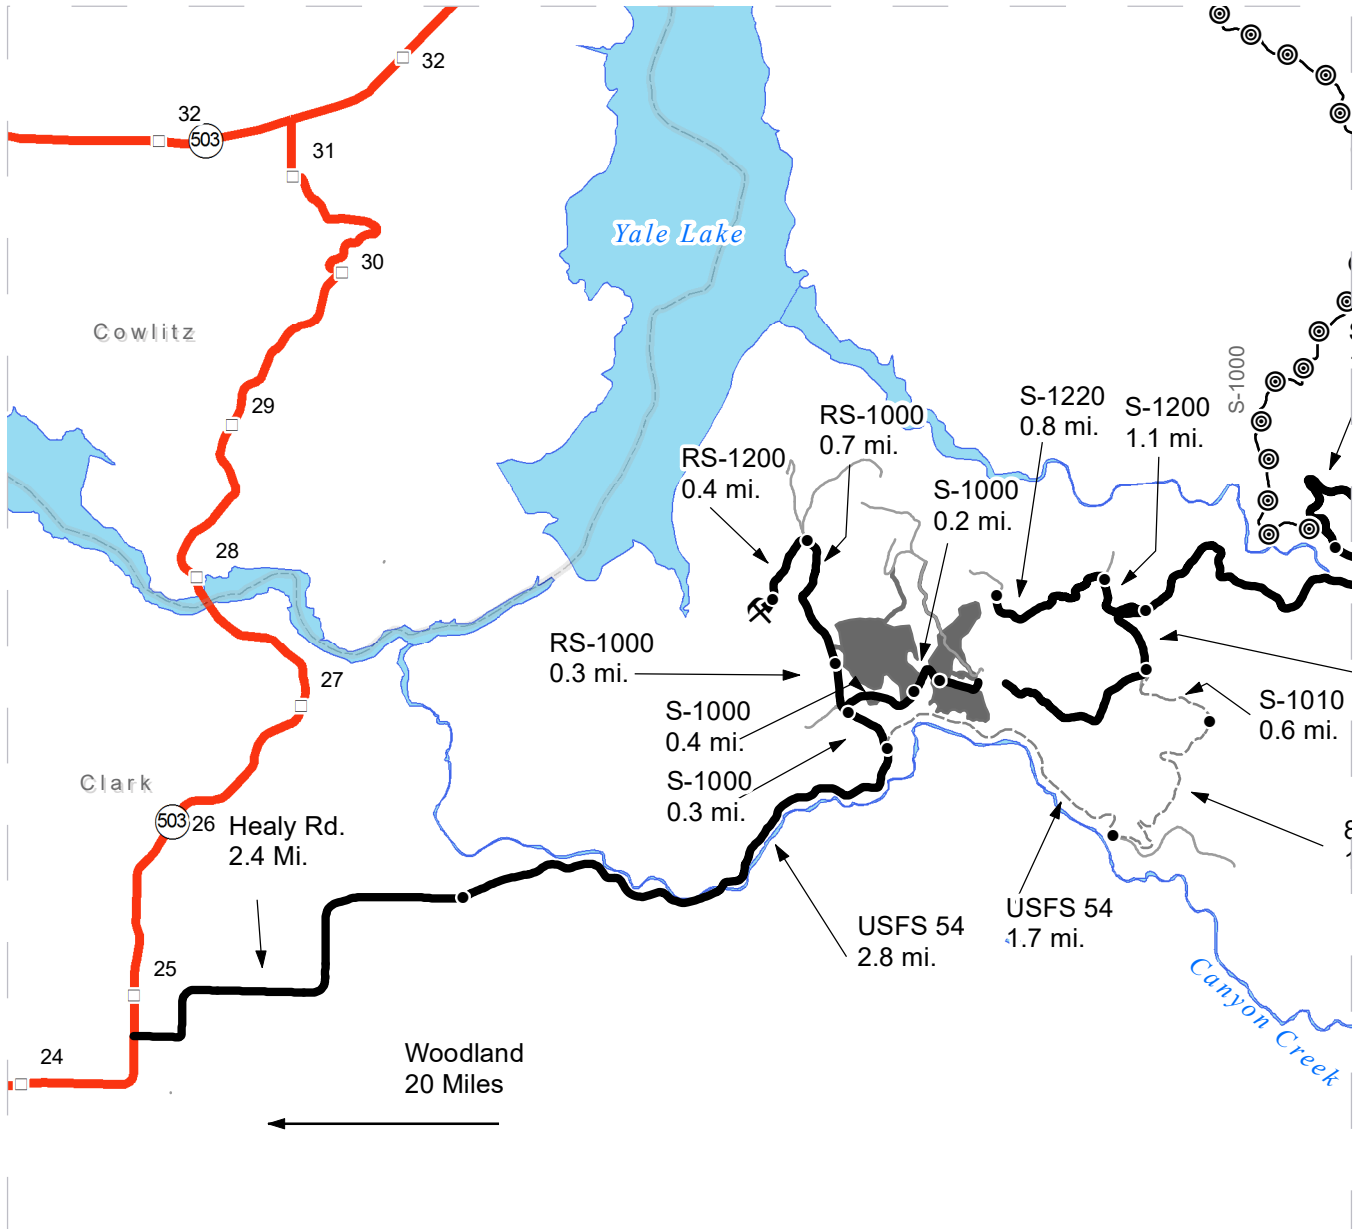 32
32
503
31
Yale Lake
30
Cowlitz
S-1000
29
S-1220
0.8 mi.
S-1200
1.1 mi.
RS-1000
0.7 mi.
RS-1200
0.4 mi.
S-1000
0.2 mi.
28
RS-1000
0.3 mi.
27
S-1010
0.6 mi.
S-1000
0.4 mi.
Clark
S-1000
0.3 mi.
503
26
Healy Rd.
2.4 Mi.
USFS 54
1.7 mi.
USFS 54
2.8 mi.
25
Canyon Creek
24
Woodland
20 Miles